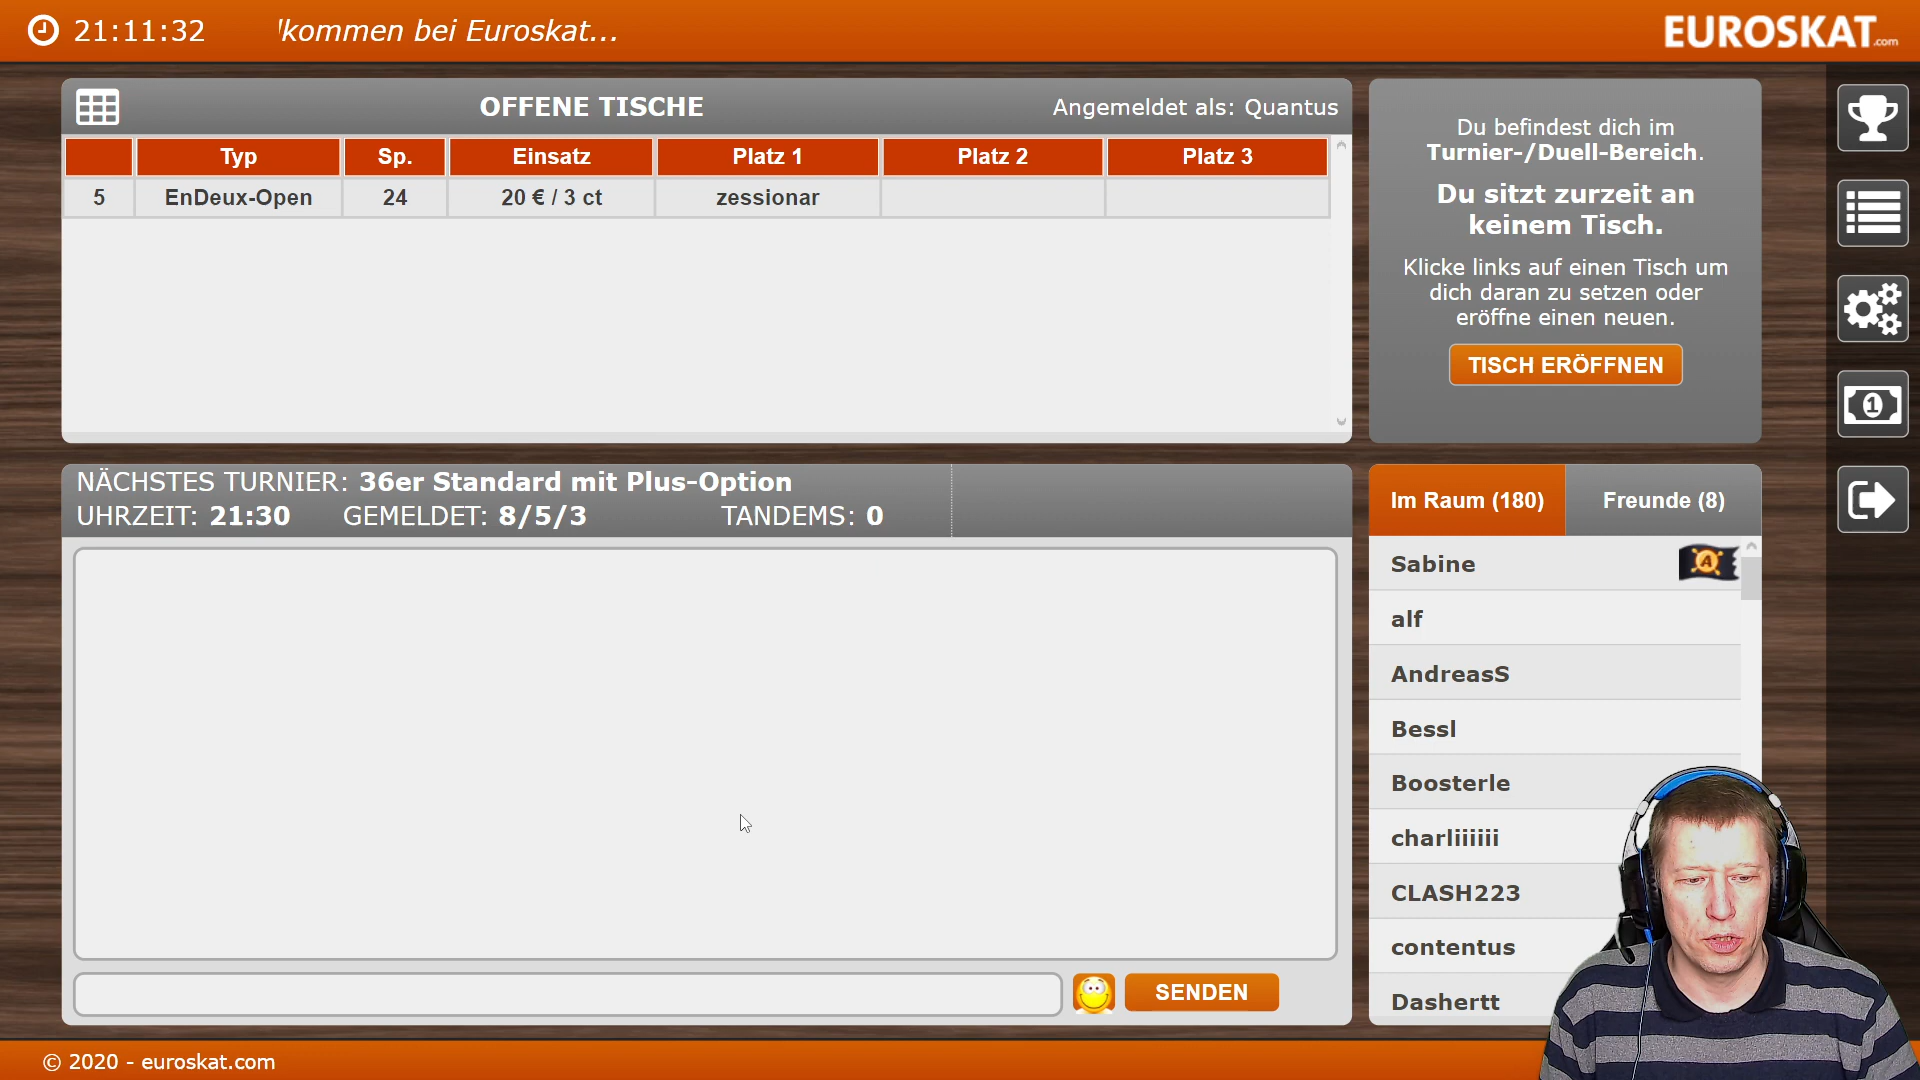 21:11:32
kommen bei Euroskat...
EUROSKAT.com
OFFENE TISCHE
Angemeldet als: Quantus
Typ Sp. Einsatz Platz 1 Platz 2 Platz 3
5 EnDeux-Open 24 20 € / 3 ct zessionar
Du befindest dich im
Turnier-/Duell-Bereich.
Du sitzt zurzeit an
keinem Tisch.
Klicke links auf einen Tisch um
dich daran zu setzen oder
eröffne einen neuen.
TISCH ERÖFFNEN
1
NÄCHSTES TURNIER: 36er Standard mit Plus-Option
UHRZEIT: 21:30 GEMELDET: 8/5/3 TANDEMS: 0
Im Raum (180) Freunde (8)
Sabine A
alf
AndreasS
Bessl
Boosterle
charliiiiii
CLASH223
contentus
Dashertt
SENDEN
© 2020 - euroskat.com